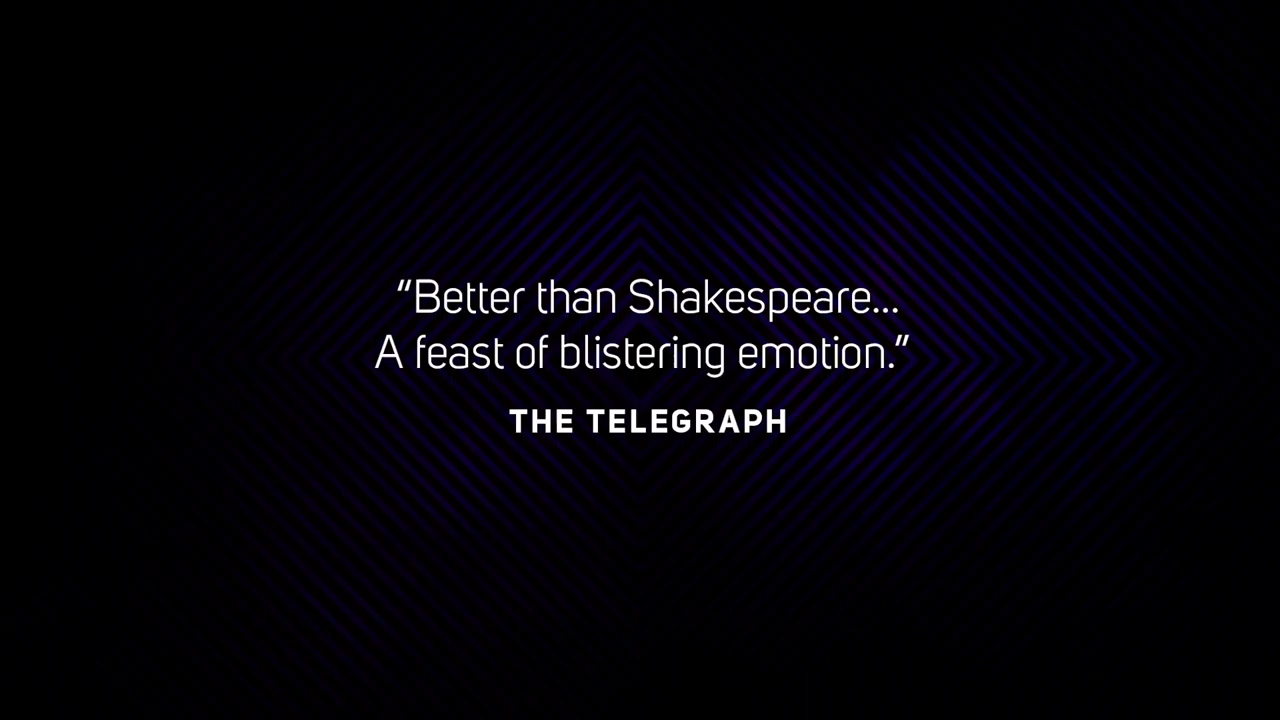 “Better than Shakespeare...
A feast of blistering emotion.”
THE TELEGRAPH